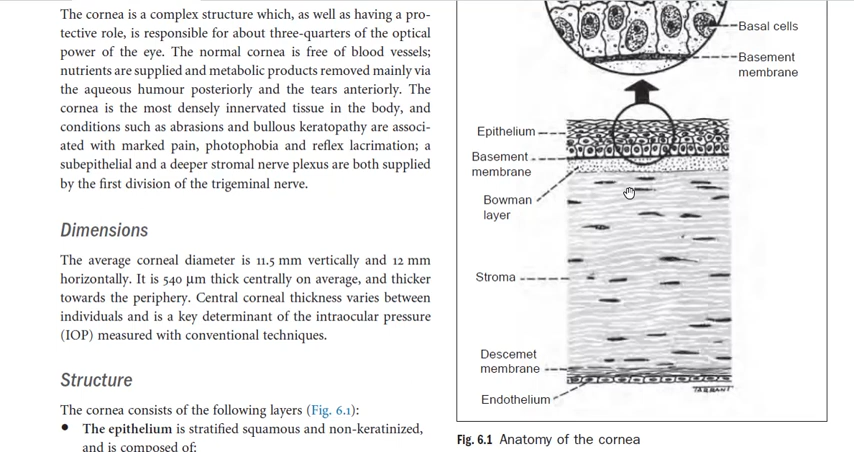 The cornea is a complex structure which, as well as having a pro-
tective role, is responsible for about three-quarters of the optical
power of the eye. The normal cornea is free of blood vessels;
nutrients are supplied and metabolic products removed mainly via
the aqueous humour posteriorly and the tears anteriorly. The
cornea is the most densely innervated tissue in the body, and
conditions such as abrasions and bullous keratopathy are associ-
ated with marked pain, photophobia and reflex lacrimation; a
subepithelial and a deeper stromal nerve plexus are both supplied
by the first division of the trigeminal nerve.
Dimensions
The average corneal diameter is 11.5 mm vertically and 12 mm
horizontally. It is 540 μm thick centrally on average, and thicker
towards the periphery. Central corneal thickness varies between
individuals and is a key determinant of the intraocular pressure
(IOP) measured with conventional techniques.
Structure
The cornea consists of the following layers (Fig. 6.1):
• The epithelium is stratified squamous and non-keratinized,
and is composed of:
Basal cells
Basement
membrane
Epithelium
Basement
membrane
Bowman
layer
Stroma
Descemet
membrane
Endothelium
TARRANT
Fig. 6.1 Anatomy of the cornea